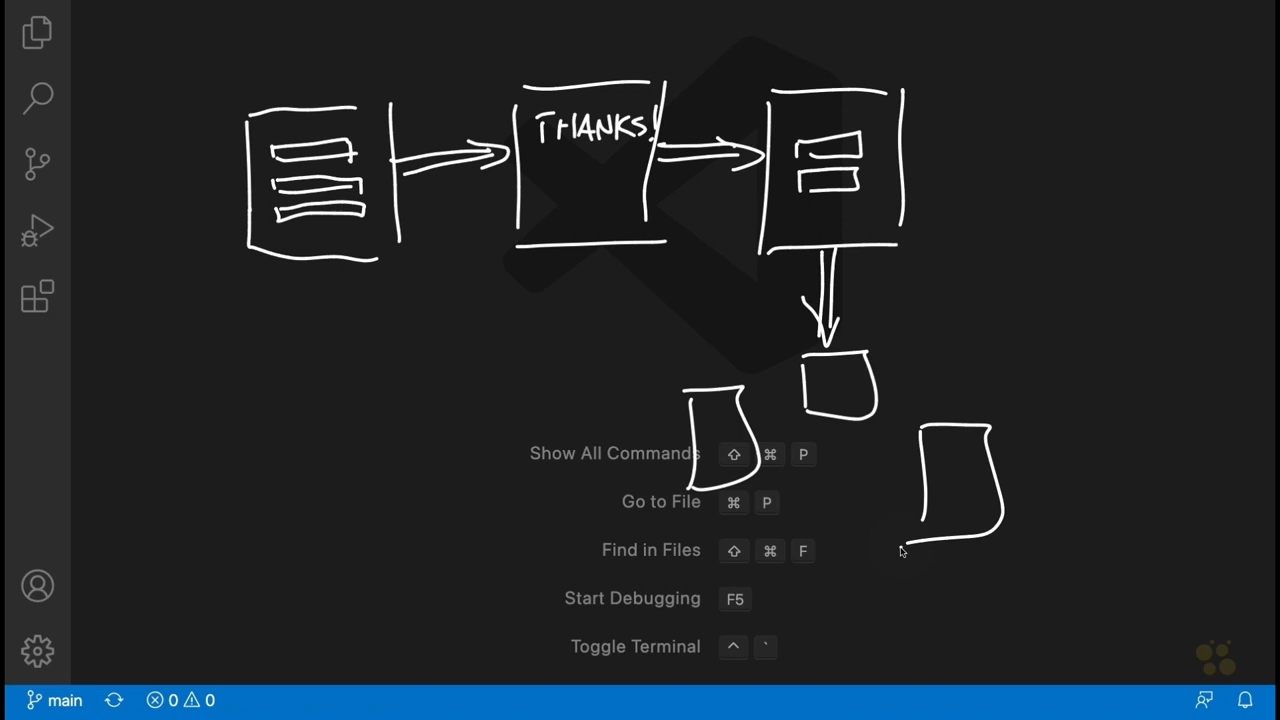 THANKS!
Show All Commands ⇧ ⌘ P
Go to File ⌘ P
Find in Files ⇧ ⌘ F
Start Debugging F5
Toggle Terminal ^ `
main 0 0